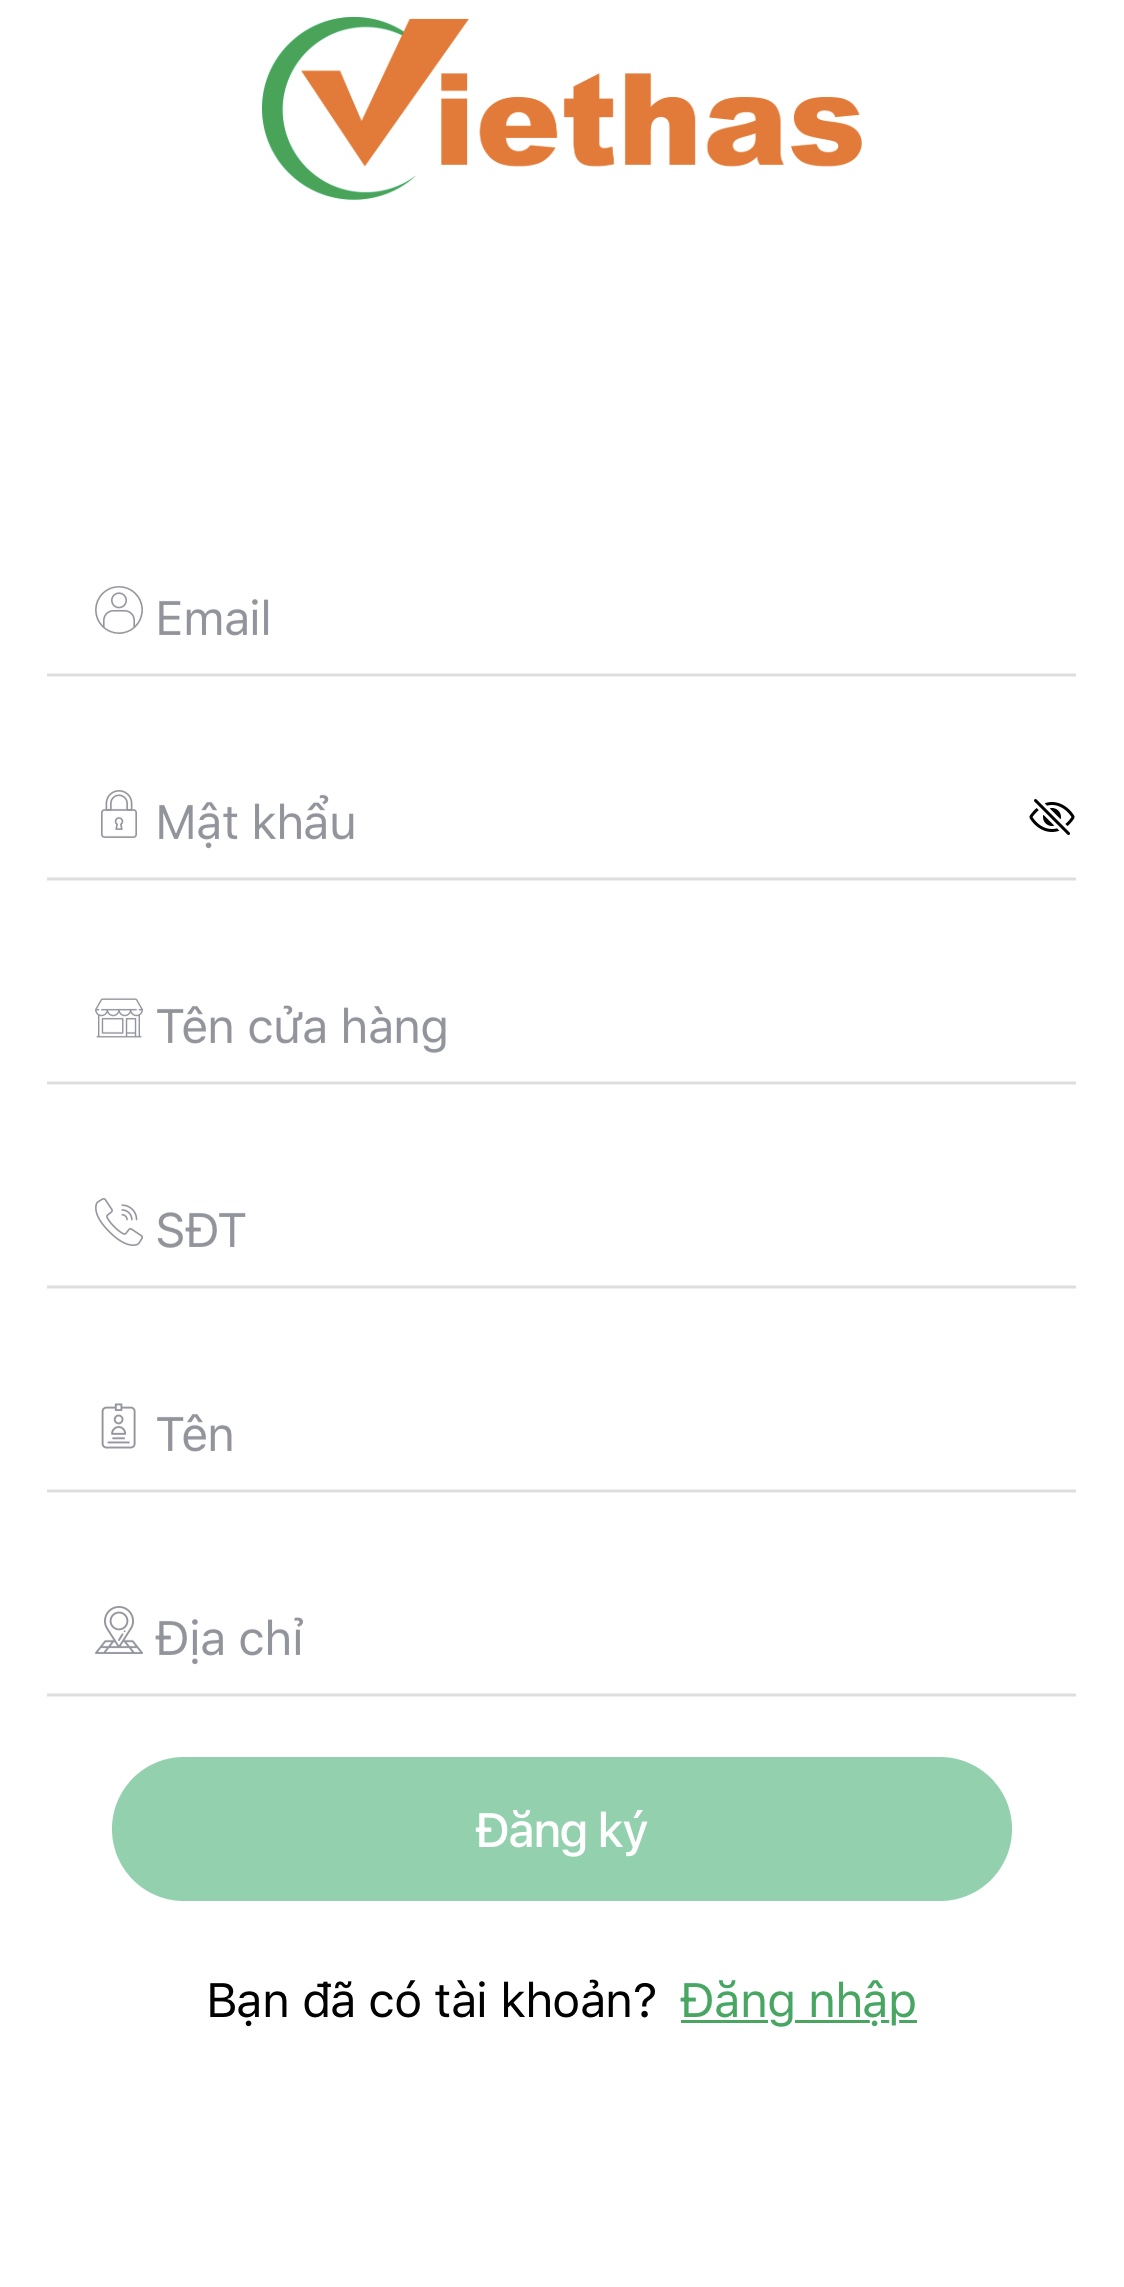 Viethas
Email
Mật khẩu
Tên cửa hàng
SĐT
Tên
Địa chỉ
Đăng ký
Bạn đã có tài khoản? Đăng nhập